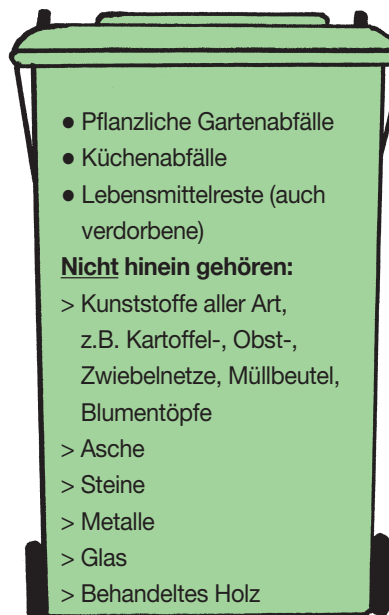 ● Pflanzliche Gartenabfälle
● Küchenabfälle
● Lebensmittelreste (auch
verdorbene)
Nicht hinein gehören:
> Kunststoffe aller Art,
z.B. Kartoffel-, Obst-,
Zwiebelnetze, Müllbeutel,
Blumentöpfe
> Asche
> Steine
> Metalle
> Glas
> Behandeltes Holz